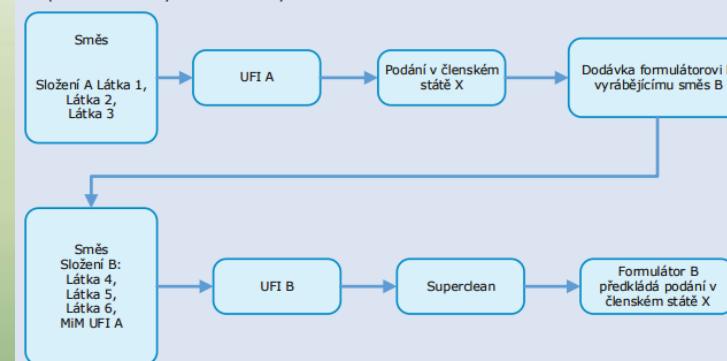 Směs
Složení A Látka 1,
Látka 2,
Látka 3
UFI A
Podání v členském
státě X
Dodávka formulátorovi
vyrábějícímu směs B
Směs
Složení B:
Látka 4,
Látka 5,
Látka 6,
MiM UFI A
UFI B
Superclean
Formulátor B
předkládá podání v
členském státě X